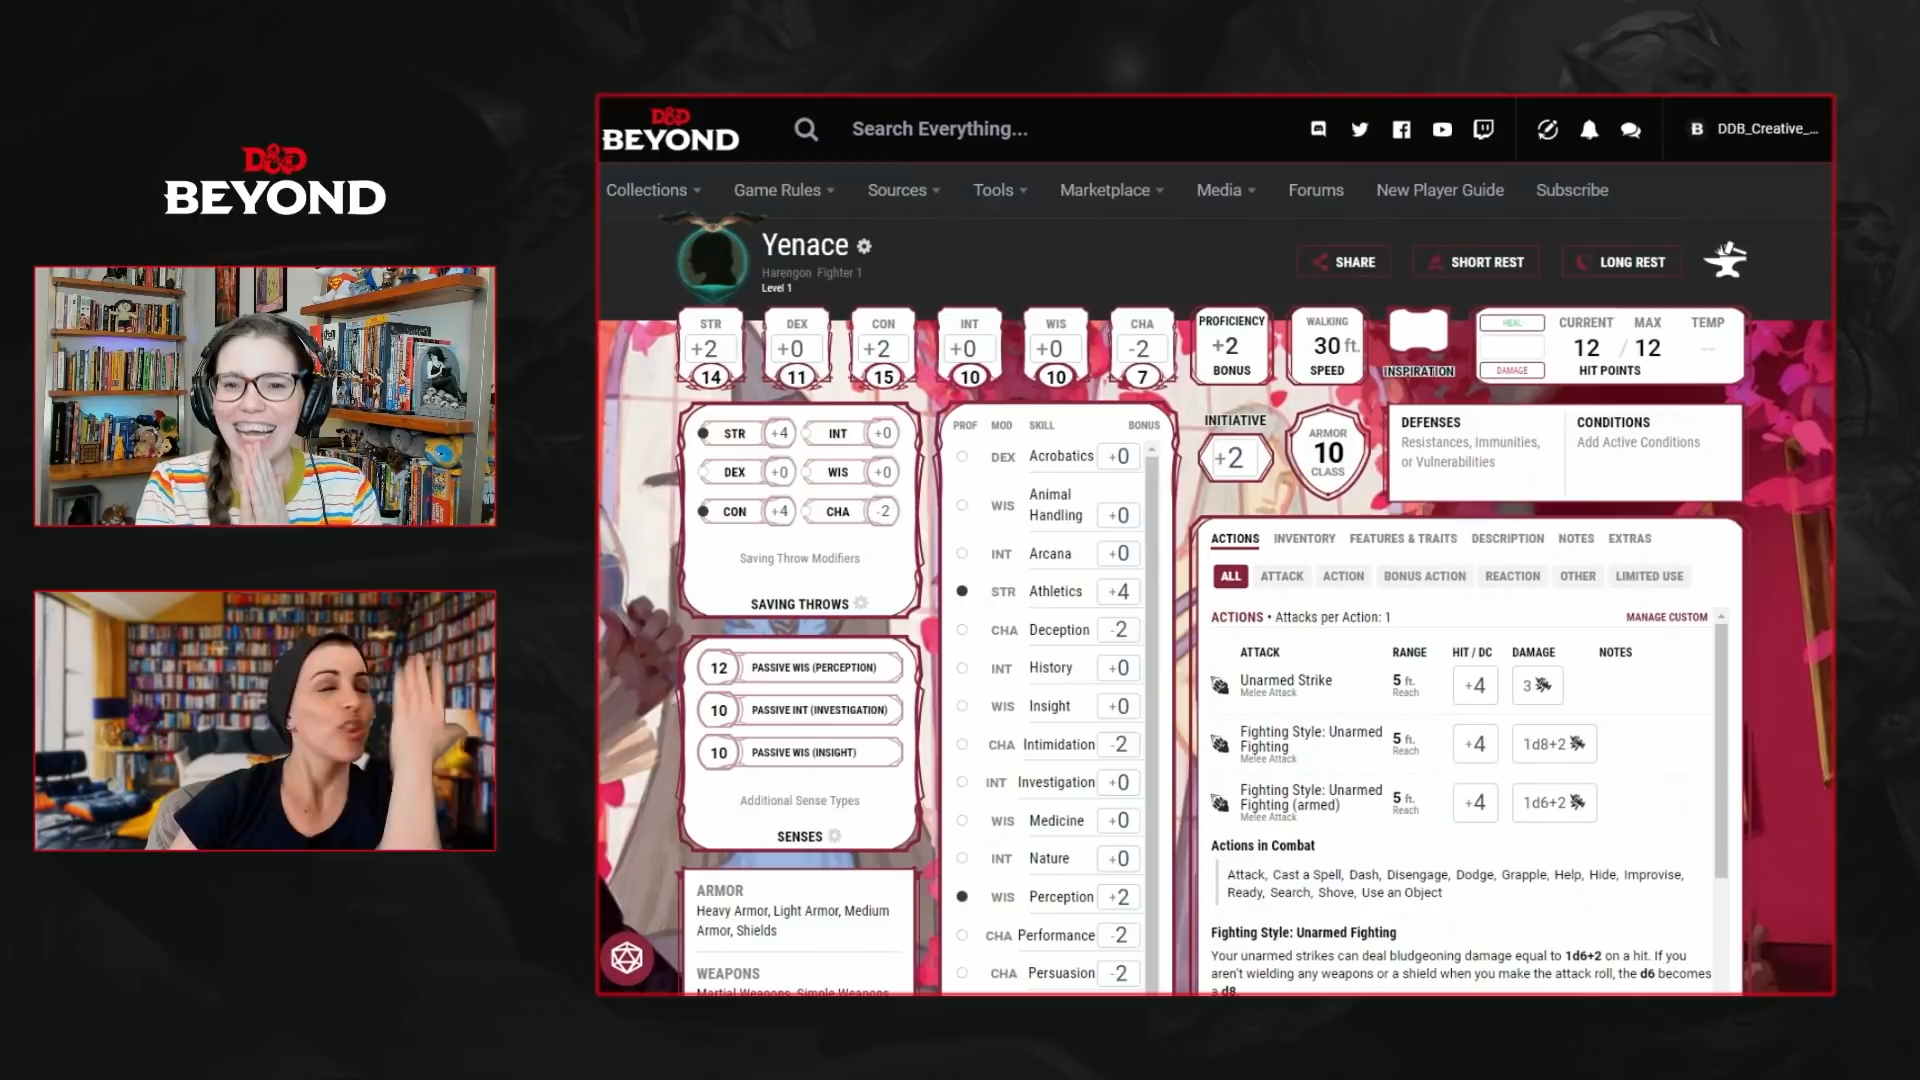 D&D
BEYOND
D&D
BEYOND
Search Everything...
DDB_Creative_...
Collections
Game Rules
Sources
Tools
Marketplace
Media
Forums
New Player Guide
Subscribe
Yenace
Harengon Fighter 1
Level 1
SHARE
SHORT REST
LONG REST
STR
+2
14
DEX
+0
11
CON
+2
15
INT
+0
10
WIS
+0
10
CHA
-2
7
PROFICIENCY
+2
BONUS
WALKING
30 ft.
SPEED
INSPIRATION
HEAL
DAMAGE
CURRENT MAX TEMP
12 / 12 --
HIT POINTS
STR +4 INT +0
DEX +0 WIS +0
CON +4 CHA -2
Saving Throw Modifiers
SAVING THROWS
12 PASSIVE WIS (PERCEPTION)
10 PASSIVE INT (INVESTIGATION)
10 PASSIVE WIS (INSIGHT)
Additional Sense Types
SENSES
ARMOR
Heavy Armor, Light Armor, Medium
Armor, Shields
WEAPONS
Martial Weapons, Simple Weapons
PROF MOD SKILL BONUS
DEX Acrobatics +0
WIS Animal
Handling +0
INT Arcana +0
STR Athletics +4
CHA Deception -2
INT History +0
WIS Insight +0
CHA Intimidation -2
INT Investigation +0
WIS Medicine +0
INT Nature +0
WIS Perception +2
CHA Performance -2
CHA Persuasion -2
INITIATIVE
+2
ARMOR
10
CLASS
DEFENSES
Resistances, Immunities,
or Vulnerabilities
CONDITIONS
Add Active Conditions
ACTIONS INVENTORY FEATURES & TRAITS DESCRIPTION NOTES EXTRAS
ALL ATTACK ACTION BONUS ACTION REACTION OTHER LIMITED USE
ACTIONS • Attacks per Action: 1
MANAGE CUSTOM
ATTACK RANGE HIT / DC DAMAGE NOTES
Unarmed Strike
Melee Attack
5 ft.
Reach
+4
3
Fighting Style: Unarmed
Fighting
Melee Attack
5 ft.
Reach
+4
1d8+2
Fighting Style: Unarmed
Fighting (armed)
Melee Attack
5 ft.
Reach
+4
1d6+2
Actions in Combat
Attack, Cast a Spell, Dash, Disengage, Dodge, Grapple, Help, Hide, Improvise,
Ready, Search, Shove, Use an Object
Fighting Style: Unarmed Fighting
Your unarmed strikes can deal bludgeoning damage equal to 1d6+2 on a hit. If you
aren't wielding any weapons or a shield when you make the attack roll, the d6 becomes
a d8.